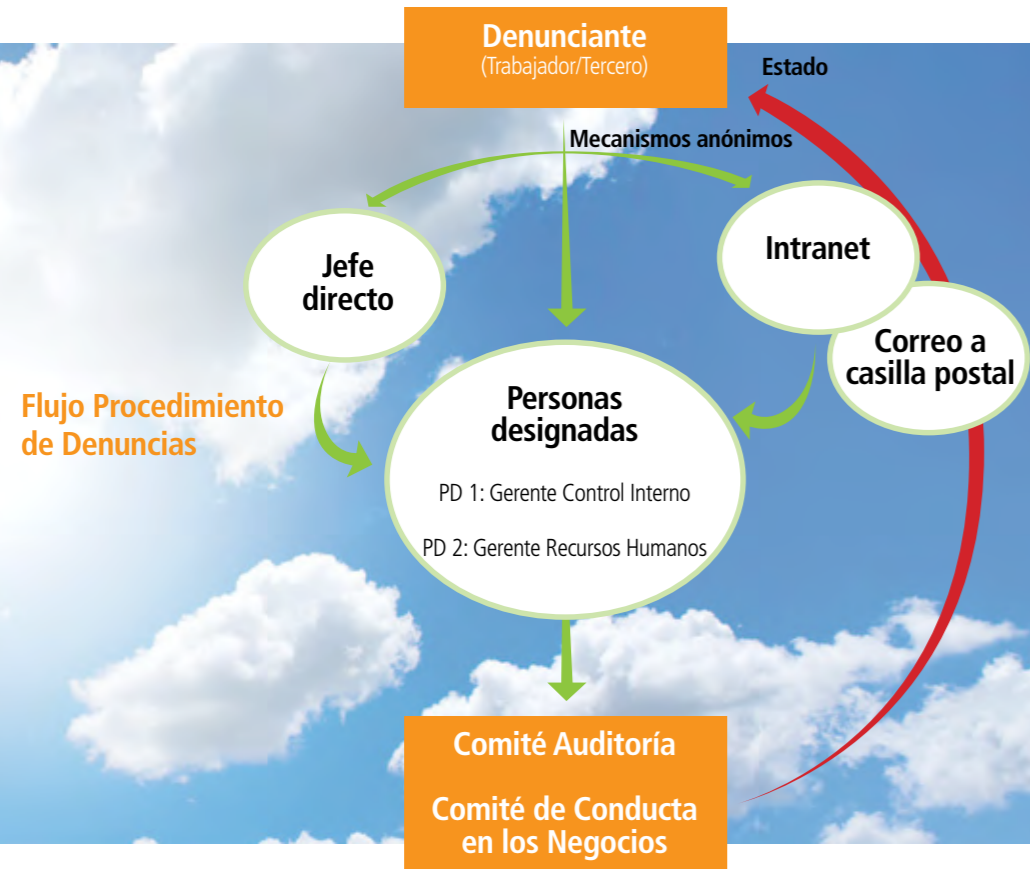 Denunciante
(Trabajador/Tercero)
Estado
Mecanismos anónimos
Jefe
directo
Intranet
Correo a
casilla postal
Flujo Procedimiento
de Denuncias
Personas
designadas
PD 1: Gerente Control Interno
PD 2: Gerente Recursos Humanos
Comité Auditoría
Comité de Conducta
en los Negocios